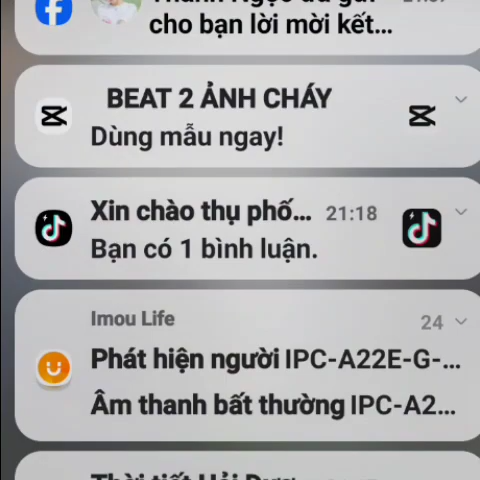 cho bạn lời mời kết...
BEAT 2 ẢNH CHÁY
Dùng mẫu ngay!
Xin chào thụ phố... 21:18
Bạn có 1 bình luận.
Imou Life 24
Phát hiện người IPC-A22E-G-...
Âm thanh bất thường IPC-A2...